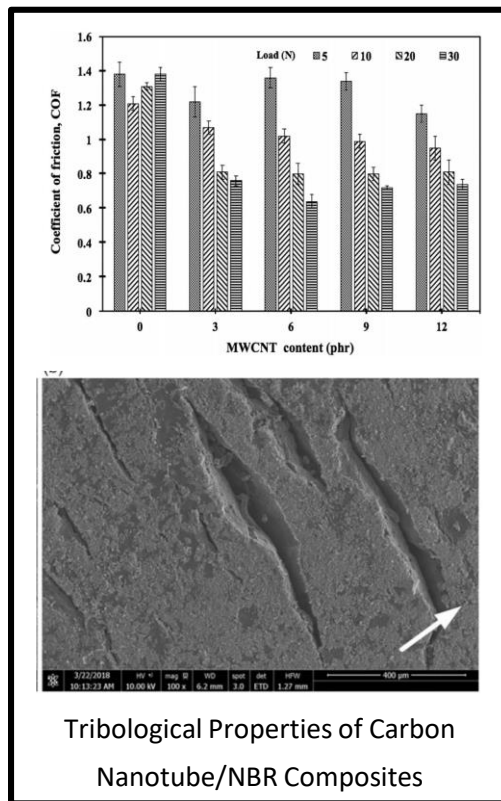 1.6
Load (N) 5 10 20 30
1.4
1.2
1
0.8
0.6
0.4
0.2
0
Coefficient of friction, COF
0 3 6 9 12
MWCNT content (phr)
3/22/2018 HV mag WD spot det HFW 400 µm
10:13:23 AM 10.00 kV 100 x 6.2 mm 3.0 ETD 1.27 mm
Tribological Properties of Carbon
Nanotube/NBR Composites